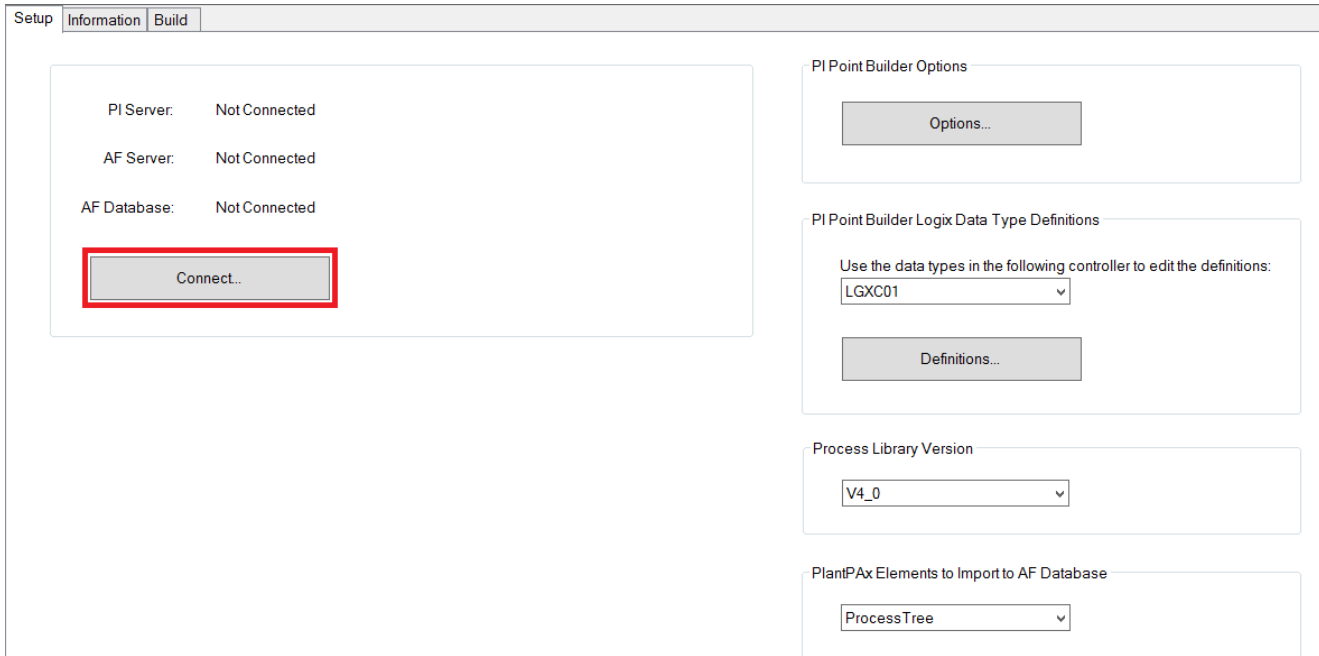 Setup
Information
Build
PI Server: Not Connected
AF Server: Not Connected
AF Database: Not Connected
Connect...
PI Point Builder Options
Options...
PI Point Builder Logix Data Type Definitions
Use the data types in the following controller to edit the definitions:
LGXC01
Definitions...
Process Library Version
V4_0
PlantPAx Elements to Import to AF Database
ProcessTree